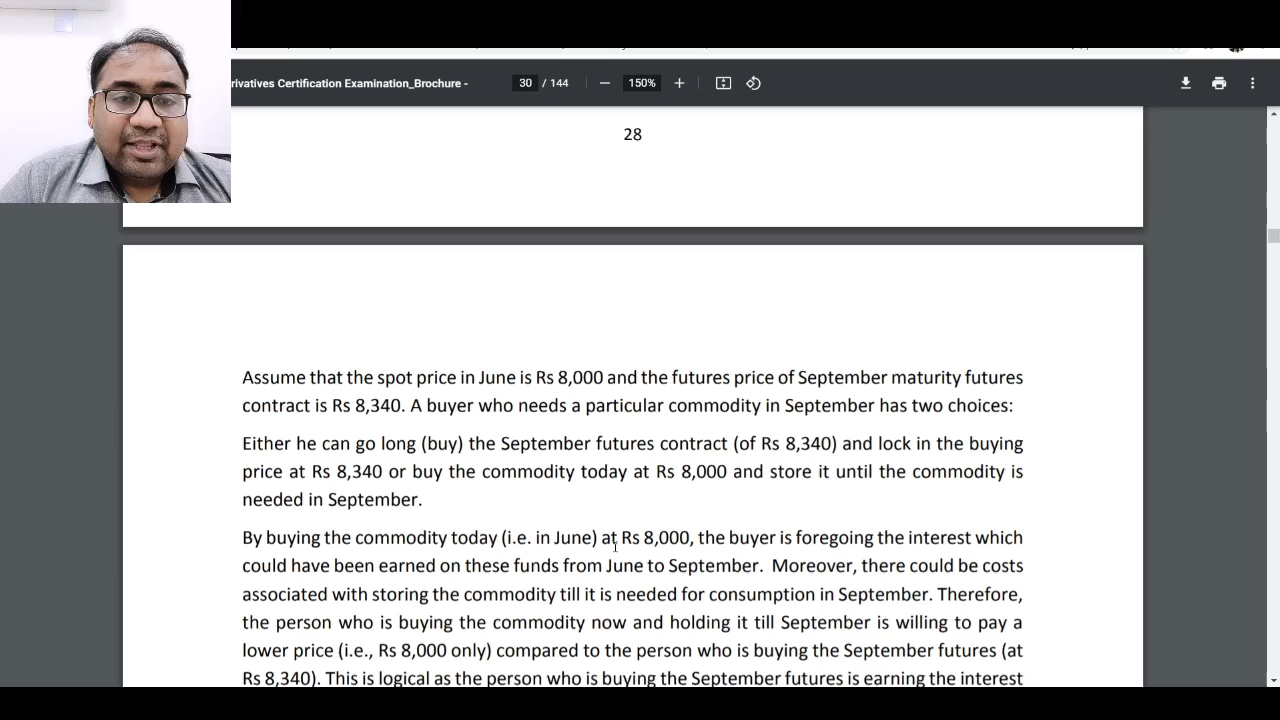 rivatives Certification Examination_Brochure -
30 / 144
150%
28
Assume that the spot price in June is Rs 8,000 and the futures price of September maturity futures
contract is Rs 8,340. A buyer who needs a particular commodity in September has two choices:
Either he can go long (buy) the September futures contract (of Rs 8,340) and lock in the buying
price at Rs 8,340 or buy the commodity today at Rs 8,000 and store it until the commodity is
needed in September.
By buying the commodity today (i.e. in June) at Rs 8,000, the buyer is foregoing the interest which
could have been earned on these funds from June to September. Moreover, there could be costs
associated with storing the commodity till it is needed for consumption in September. Therefore,
the person who is buying the commodity now and holding it till September is willing to pay a
lower price (i.e., Rs 8,000 only) compared to the person who is buying the September futures (at
Rs 8,340). This is logical as the person who is buying the September futures is earning the interest